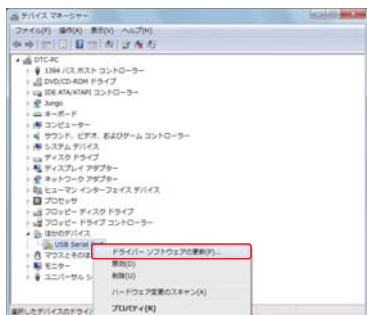 デバイス マネージャー
ファイル(F) 操作(A) 表示(V) ヘルプ(H)
DTC-PC
1394 バス ホスト コントローラー
DVD/CD-ROM ドライブ
IDE ATA/ATAPI コントローラー
Jungo
キーボード
コンピューター
サウンド、ビデオ、およびゲーム コントローラー
システム デバイス
ディスク ドライブ
ディスプレイ アダプター
ネットワーク アダプター
ヒューマン インターフェイス デバイス
プロセッサ
フロッピー ディスク ドライブ
フロッピー ドライブ コントローラー
ほかのデバイス
USB Serial
マウスとそのほ
モニター
ユニバーサル シ
ドライバー ソフトウェアの更新(P)...
無効(D)
削除(U)
ハードウェア変更のスキャン(A)
プロパティ(R)
選択したデバイスのドライ